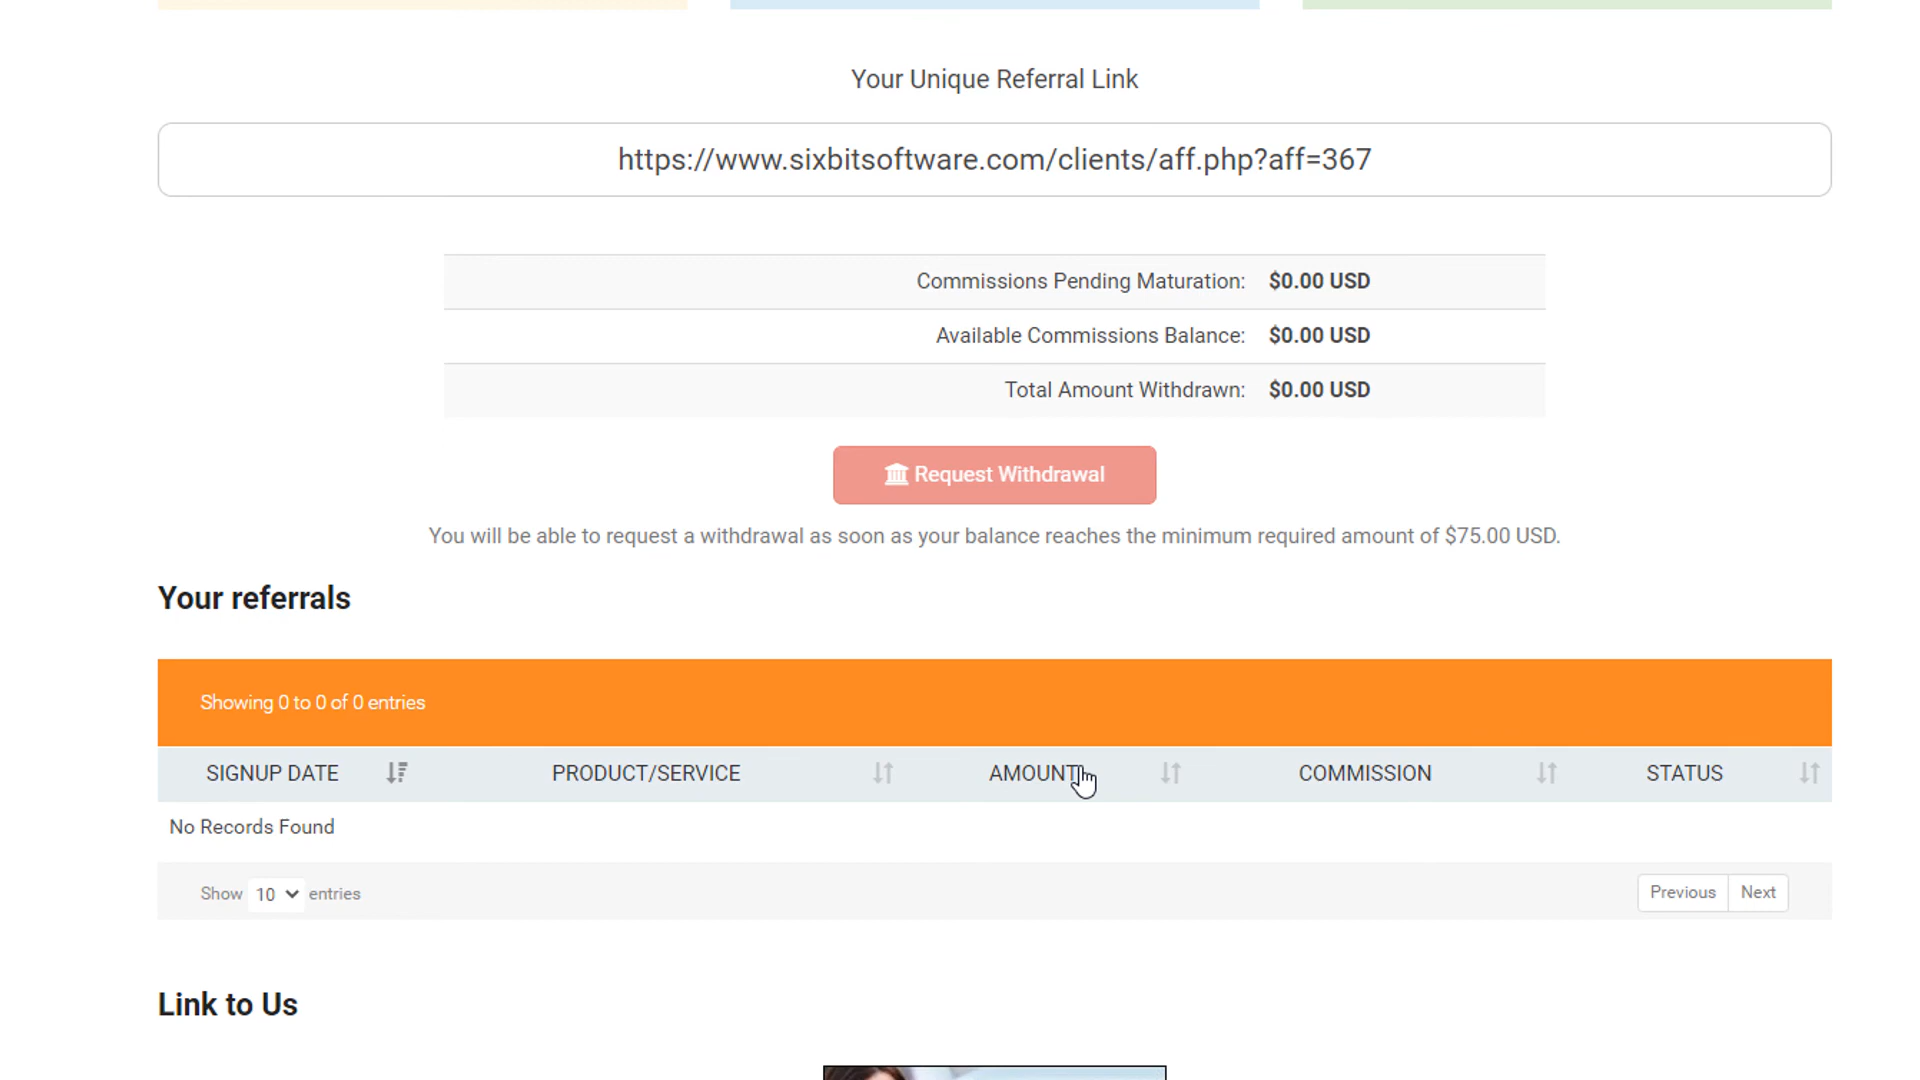 Your Unique Referral Link
https://www.sixbitsoftware.com/clients/aff.php?aff=367
Commissions Pending Maturation: $0.00 USD
Available Commissions Balance: $0.00 USD
Total Amount Withdrawn: $0.00 USD
Request Withdrawal
You will be able to request a withdrawal as soon as your balance reaches the minimum required amount of $75.00 USD.
Your referrals
Showing 0 to 0 of 0 entries
SIGNUP DATE PRODUCT/SERVICE AMOUNT COMMISSION STATUS
No Records Found
Show 10 entries Previous Next
Link to Us